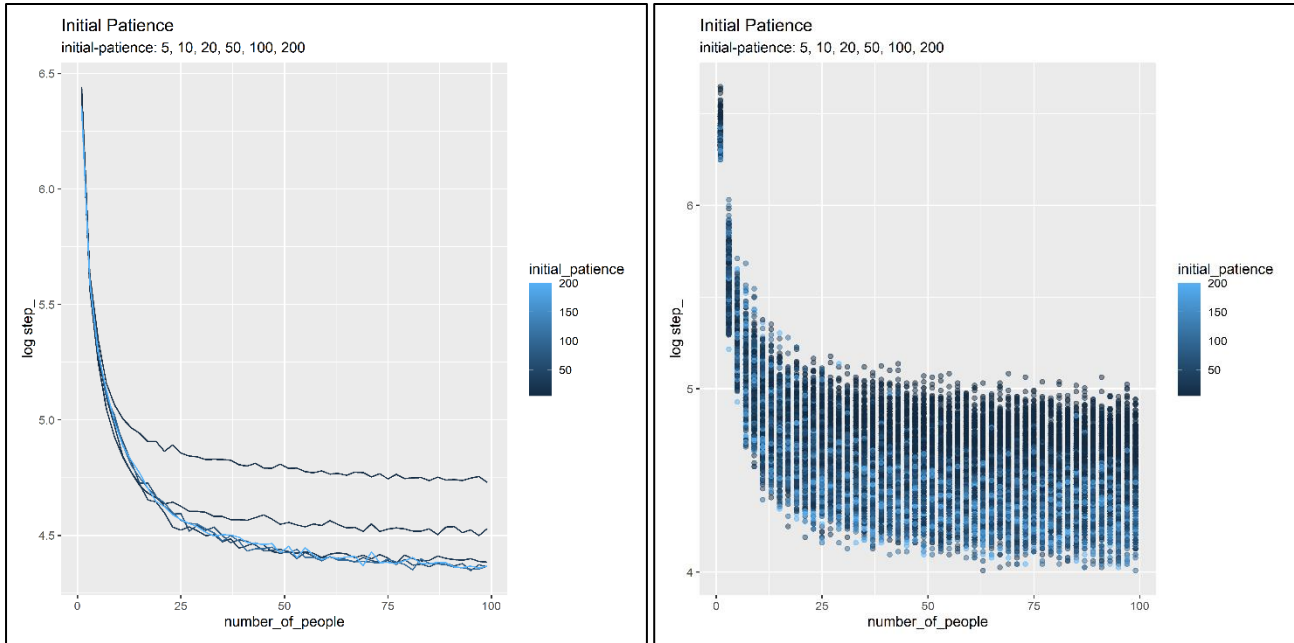 Initial Patience
initial-patience: 5, 10, 20, 50, 100, 200
6.5
6.0
5.5
5.0
4.5
log step_
0
25
50
75
100
number_of_people
initial_patience
200
150
100
50
Initial Patience
initial-patience: 5, 10, 20, 50, 100, 200
6
5
4
log step_
0
25
50
75
100
number_of_people
initial_patience
200
150
100
50